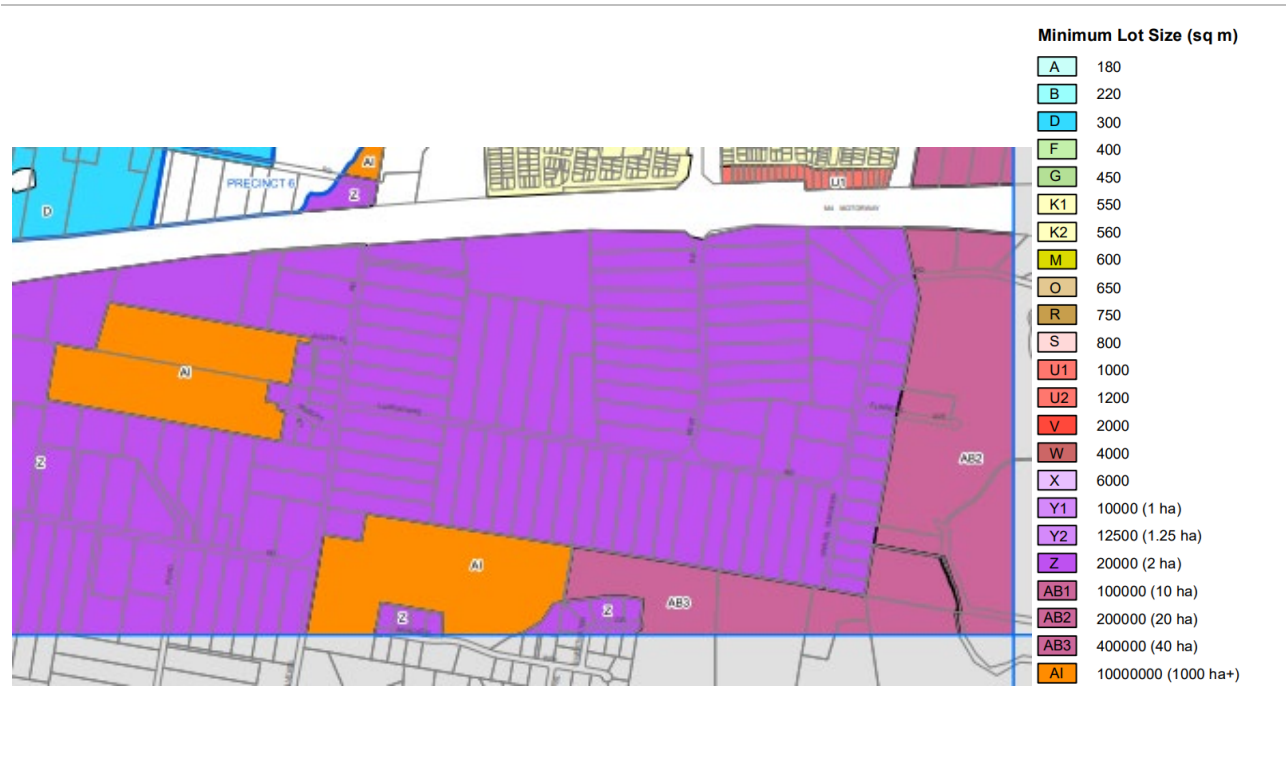 Minimum Lot Size (sq m)
A 180
B 220
D 300
F 400
G 450
K1 550
K2 560
M 600
O 650
R 750
S 800
U1 1000
U2 1200
V 2000
W 4000
X 6000
Y1 10000 (1 ha)
Y2 12500 (1.25 ha)
Z 20000 (2 ha)
AB1 100000 (10 ha)
AB2 200000 (20 ha)
AB3 400000 (40 ha)
AI 10000000 (1000 ha+)
AI
PRECINCT 6
Z
U1
D
M4 MOTORWAY
AI
AB2
Z
AI
AB3
Z
Z